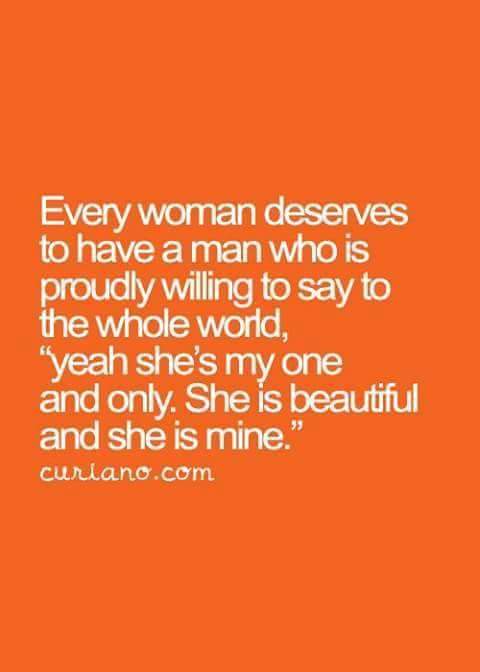 Every woman deserves
to have a man who is
proudly willing to say to
the whole world,
“yeah she’s my one
and only. She is beautiful
and she is mine.”
curiano.com